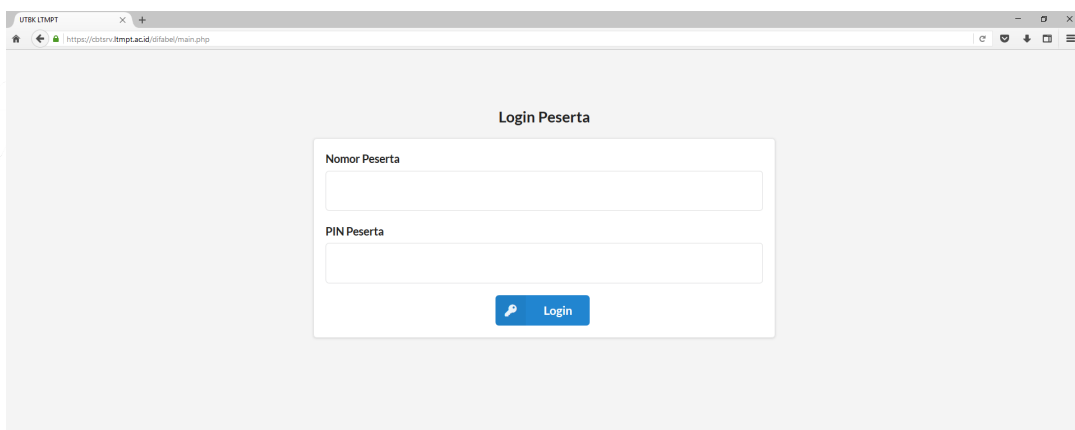 UTBK LTMPT
https://cbtsrv.ltmpt.ac.id/difabel/main.php
Login Peserta
Nomor Peserta
PIN Peserta
Login